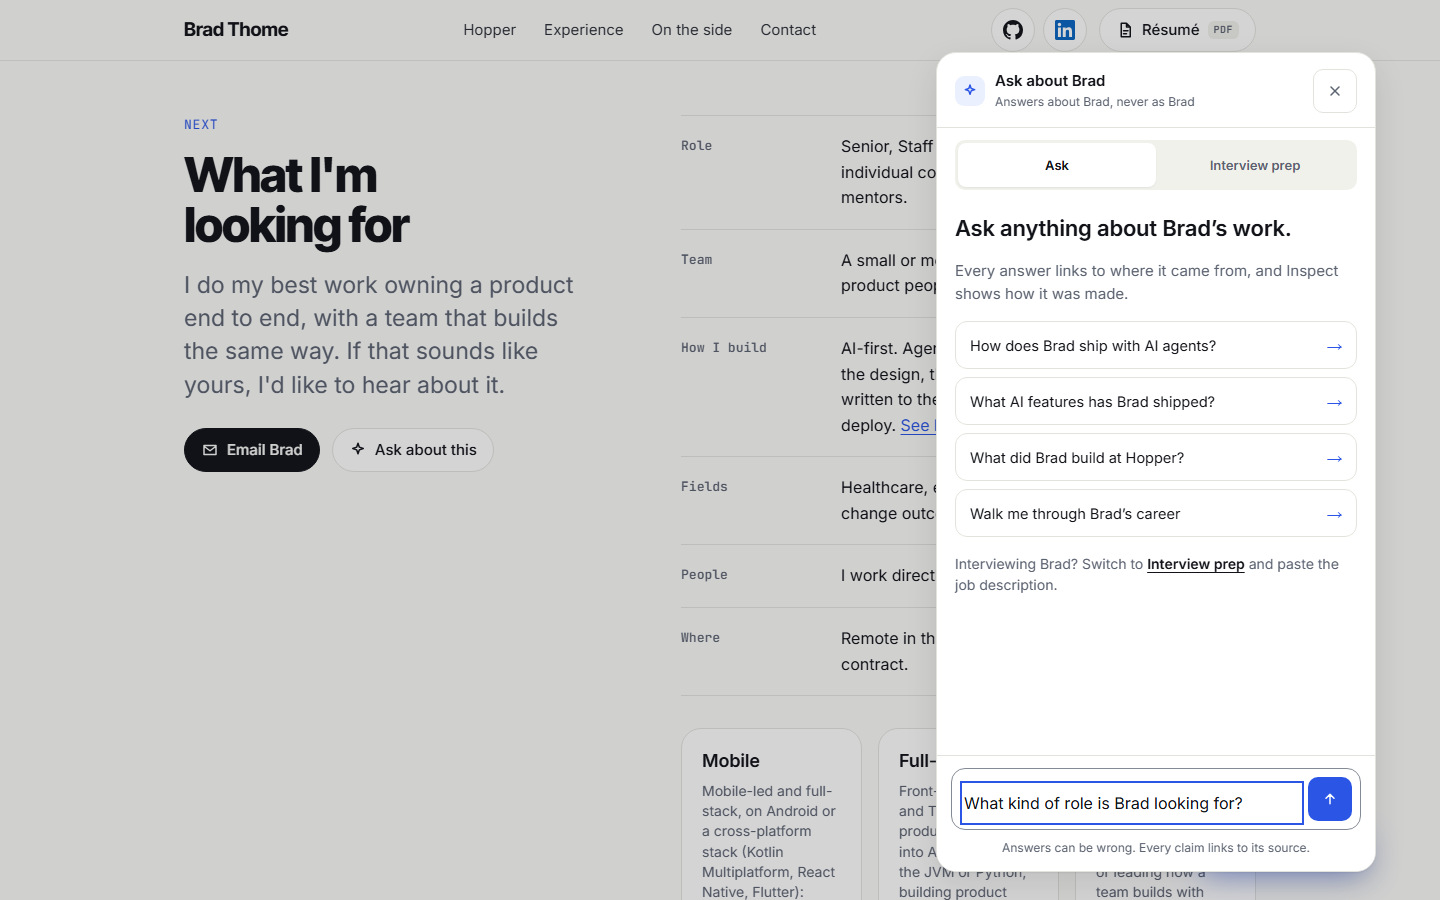 Brad Thome
Hopper
Experience
On the side
Contact
Résumé PDF
NEXT
What I'm
looking for
I do my best work owning a product
end to end, with a team that builds
the same way. If that sounds like
yours, I'd like to hear about it.
Email Brad
Ask about this
Role
Senior, Staff
individual
mentors.
Team
A small or
product
How I build
AI-first.
the design,
written to the
deploy. See
Fields
Healthcare,
change
People
I work
Where
Remote in
contract.
Mobile
Mobile-led and full-
stack, on Android or
a cross-platform
stack (Kotlin
Multiplatform, React
Native, Flutter):
Front-
and
into
the JVM or Python,
building product
or leading how a
team builds with
Ask about Brad
Answers about Brad, never as Brad
Ask
Interview prep
Ask anything about Brad’s work.
Every answer links to where it came from, and Inspect
shows how it was made.
How does Brad ship with AI agents? →
What AI features has Brad shipped? →
What did Brad build at Hopper? →
Walk me through Brad’s career →
Interviewing Brad? Switch to Interview prep and paste the
job description.
What kind of role is Brad looking for?
Answers can be wrong. Every claim links to its source.